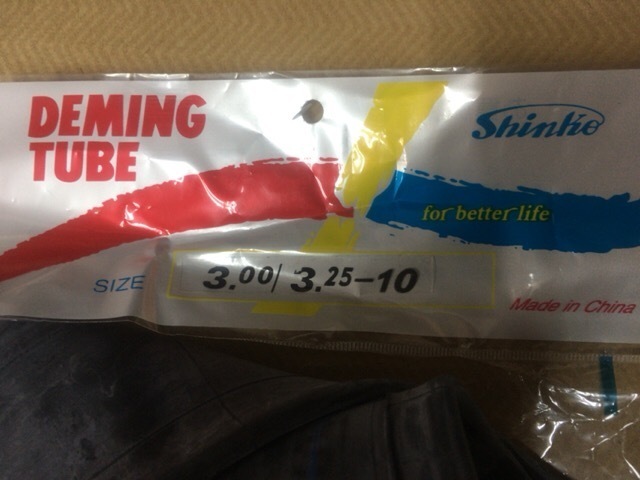 DEMING
TUBE
Shinko
for better life
SIZE 3.00/3.25-10
Made in China